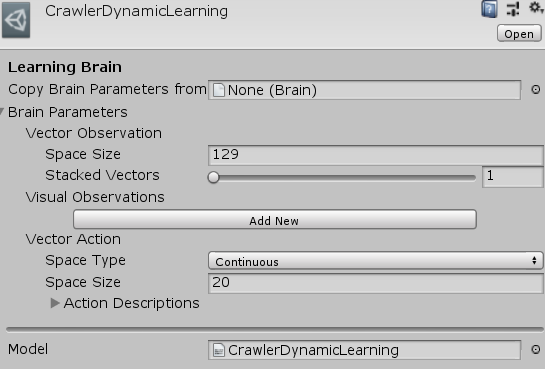 CrawlerDynamicLearning
Open
Learning Brain
Copy Brain Parameters from None (Brain)
Brain Parameters
Vector Observation
Space Size 129
Stacked Vectors 1
Visual Observations
Add New
Vector Action
Space Type Continuous
Space Size 20
Action Descriptions
Model CrawlerDynamicLearning